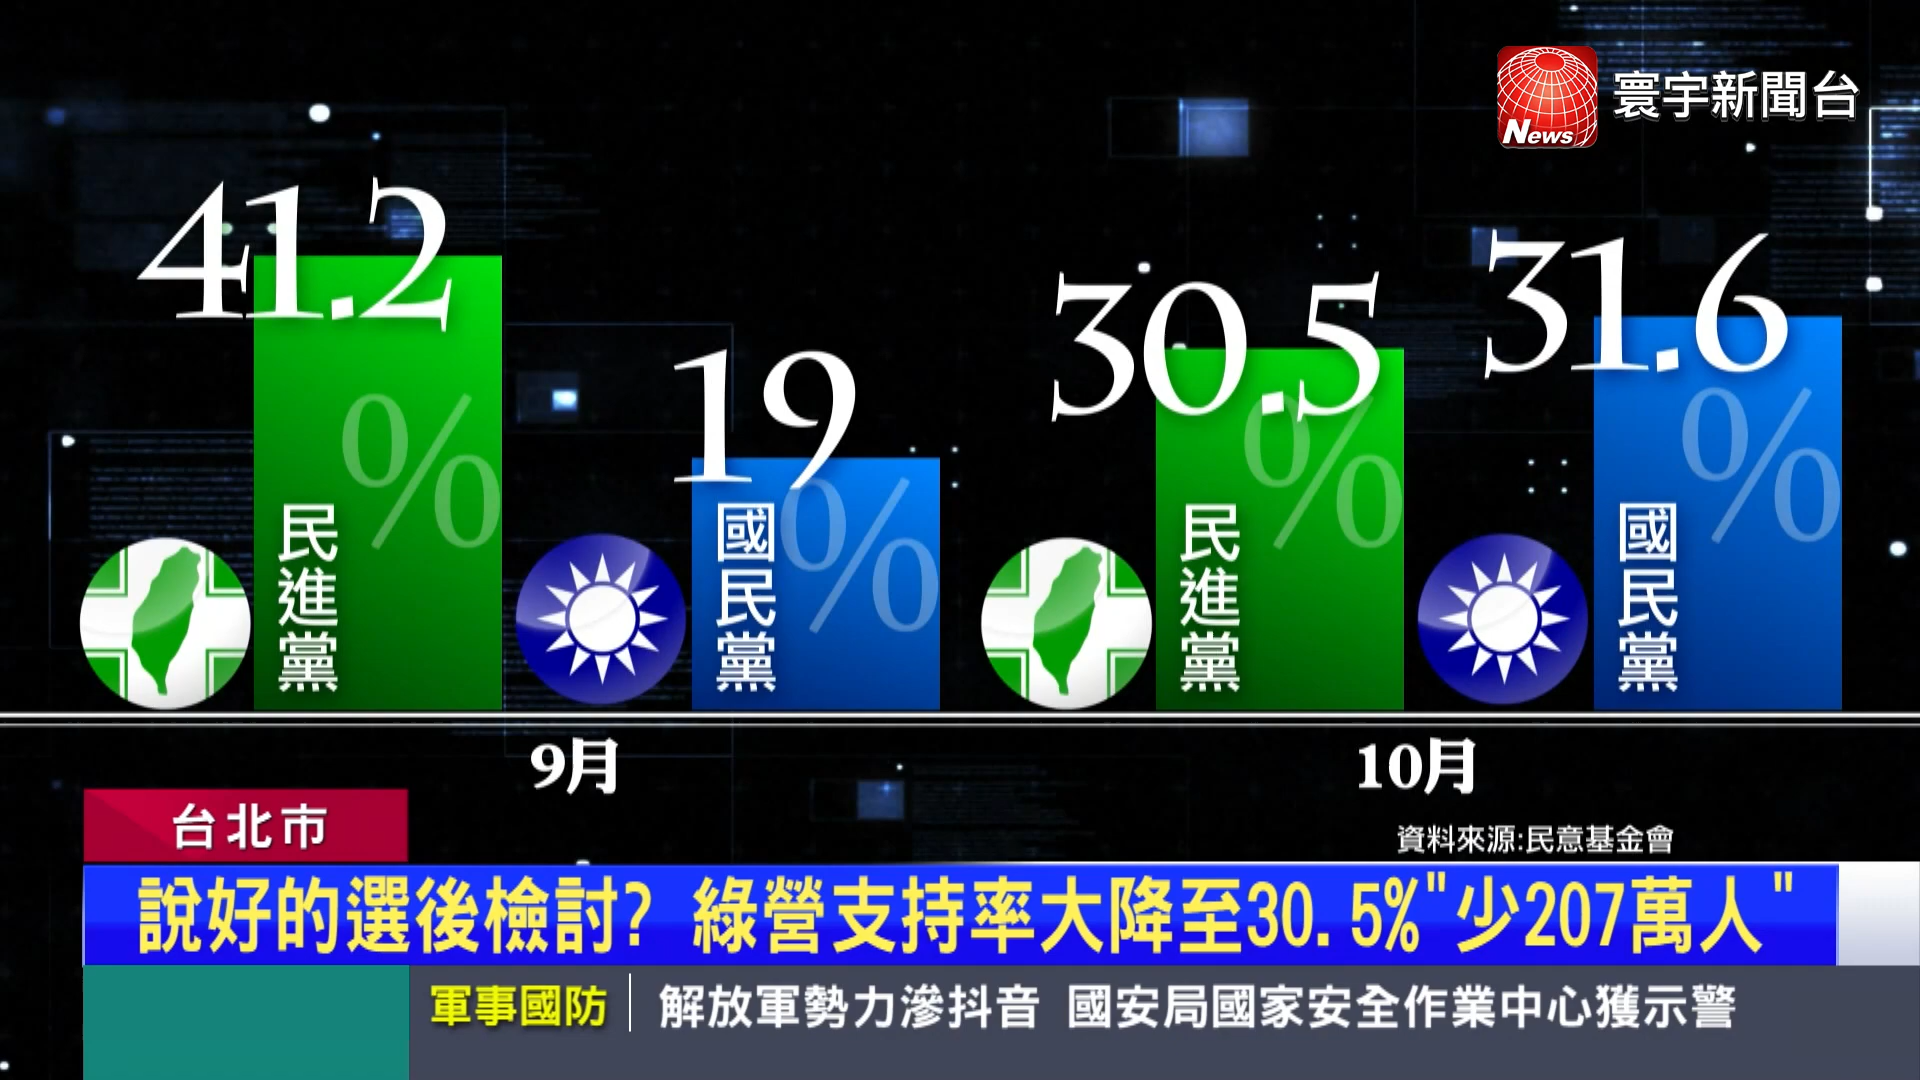 News 寰宇新聞台
41.2
%
民進黨
19
%
國民黨
30.5
%
民進黨
31.6
%
國民黨
9月
10月
台北市
資料來源:民意基金會
說好的選後檢討? 綠營支持率大降至30.5%"少207萬人"
軍事國防 解放軍勢力滲抖音 國安局國家安全作業中心獲示警